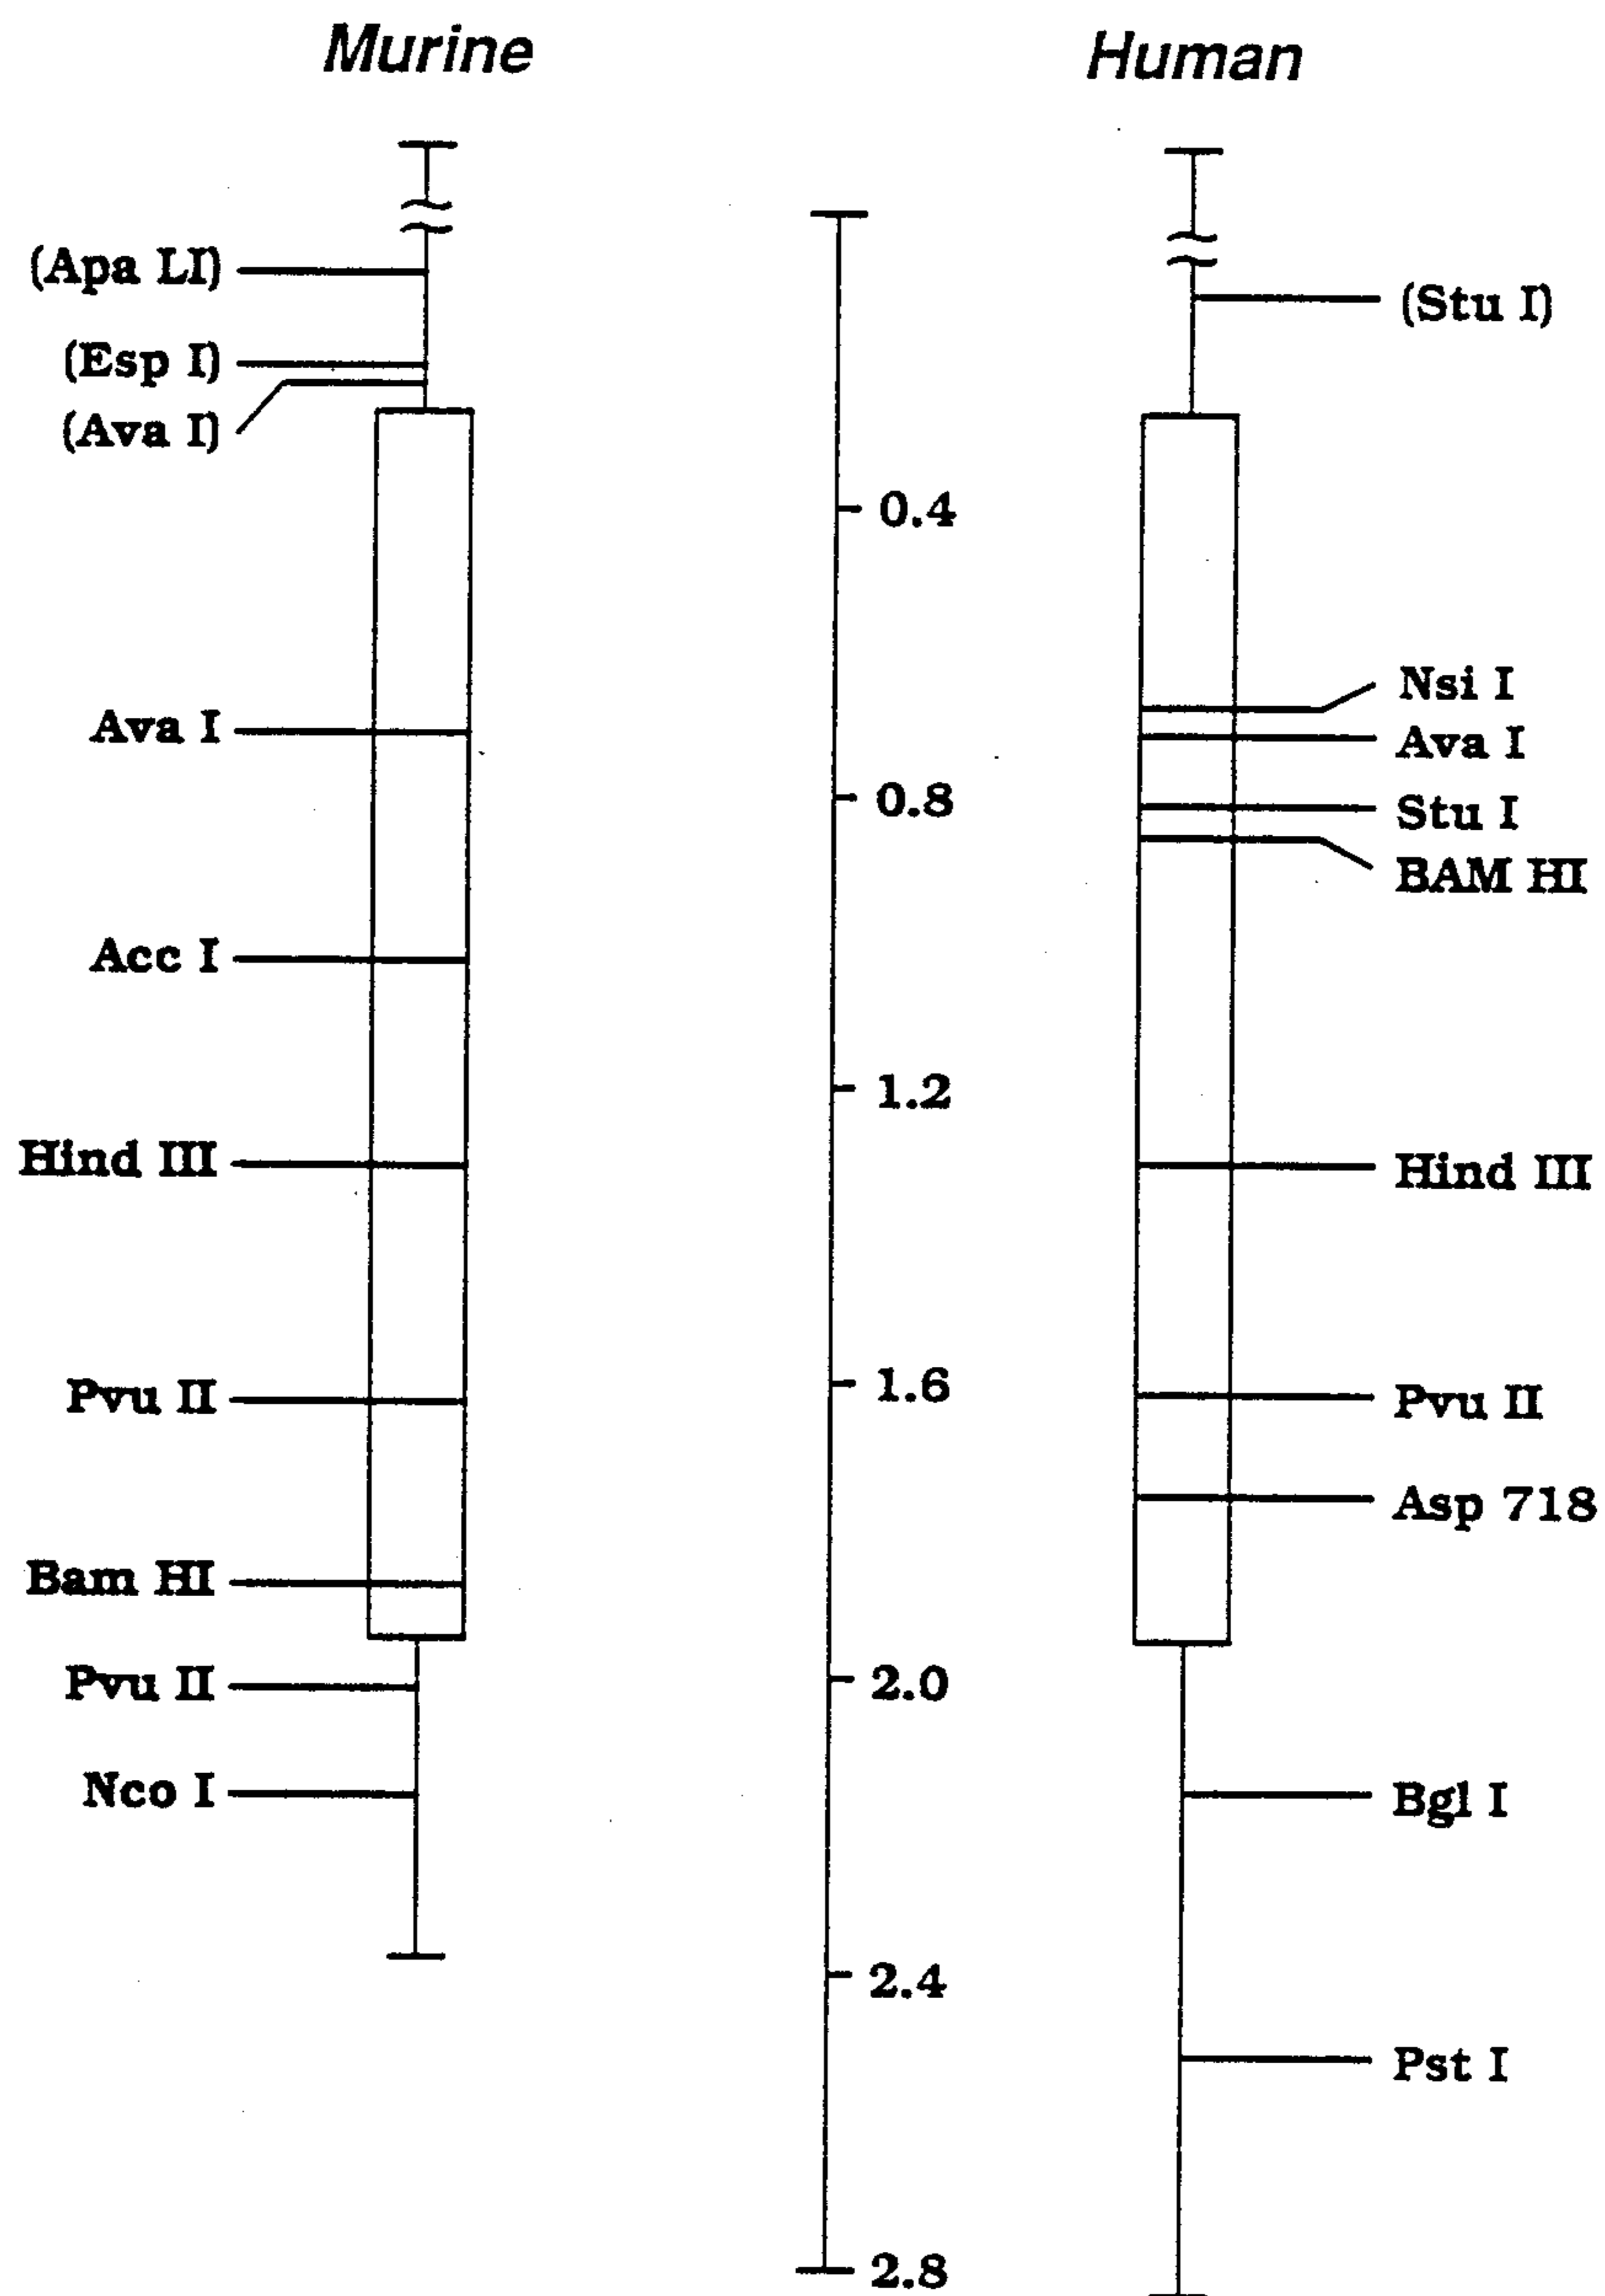 Murine
Human
(Apa LI)
(Esp I)
(Ava I)
Ava I
Acc I
Hind III
Pvu II
Bam HI
Pvu II
Nco I
0.4
0.8
1.2
1.6
2.0
2.4
2.8
(Stu I)
Nsi I
Ava I
Stu I
BAM HI
Hind III
Pvu II
Asp 718
Bgl I
Pst I